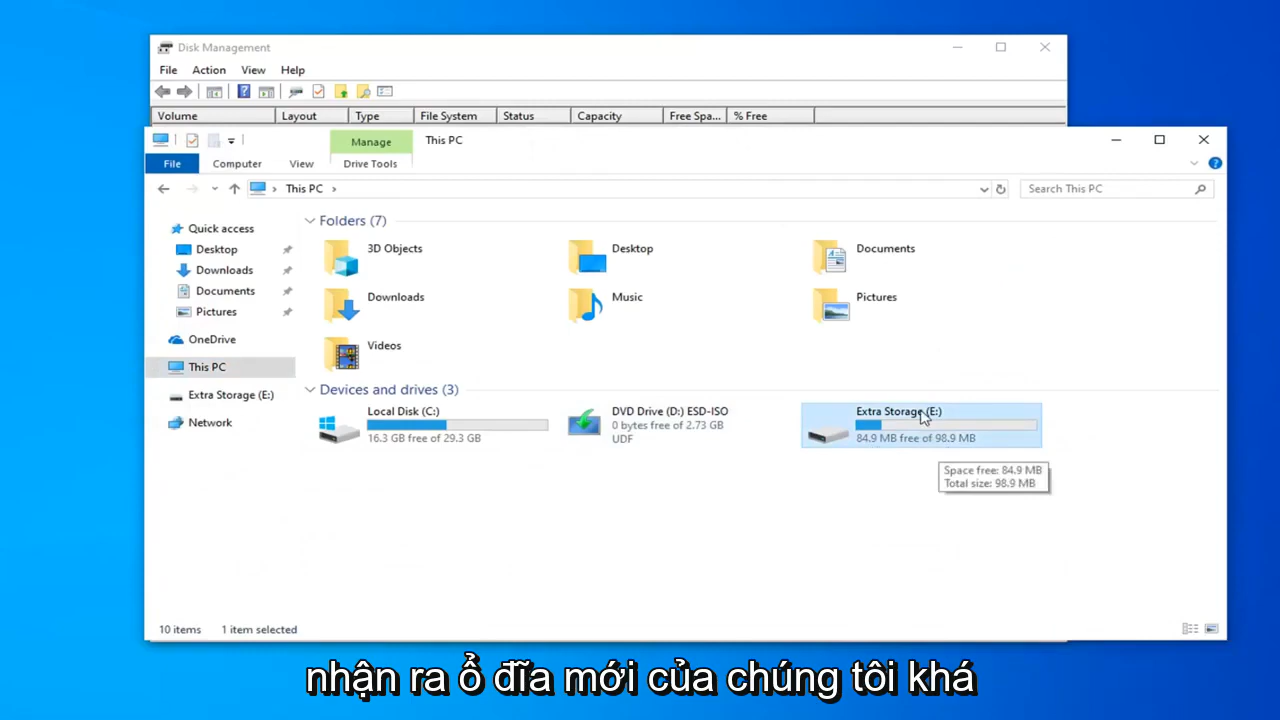 Disk Management
File Action View Help
Volume Layout Type File System Status Capacity Free Spa... % Free
Manage This PC
File Computer View Drive Tools
This PC
Search This PC
Quick access
Desktop
Downloads
Documents
Pictures
OneDrive
This PC
Extra Storage (E:)
Network
Folders (7)
3D Objects Desktop Documents
Downloads Music Pictures
Videos
Devices and drives (3)
Local Disk (C:)
16.3 GB free of 29.3 GB
DVD Drive (D:) ESD-ISO
0 bytes free of 2.73 GB
UDF
Extra Storage (E:)
84.9 MB free of 98.9 MB
Space free: 84.9 MB
Total size: 98.9 MB
10 items 1 item selected
nhận ra ổ đĩa mới của chúng tôi khá